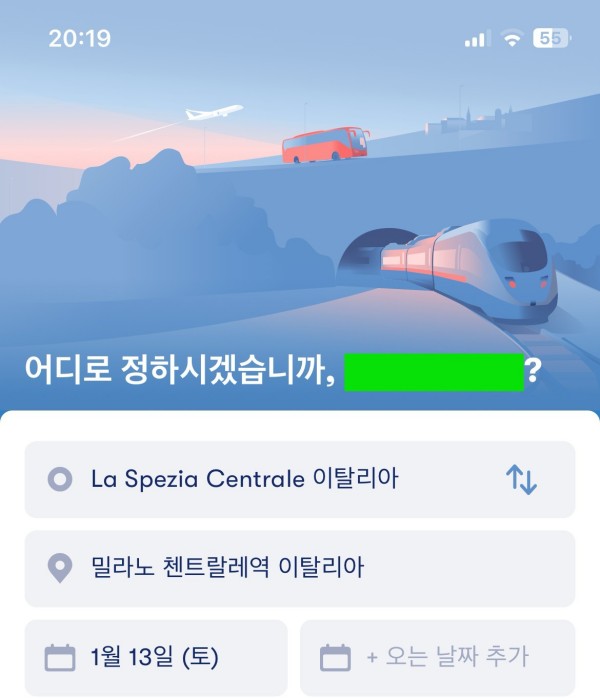 20:19
55
어디로 정하시겠습니까, ?
La Spezia Centrale 이탈리아
밀라노 첸트랄레역 이탈리아
1월 13일 (토)
+ 오는 날짜 추가